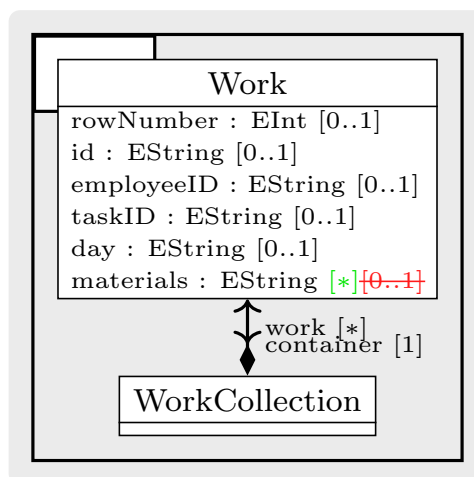 Work
rowNumber : EInt [0..1]
id : EString [0..1]
employeeID : EString [0..1]
taskID : EString [0..1]
day : EString [0..1]
materials : EString [*][0..1]
work [*]
container [1]
WorkCollection